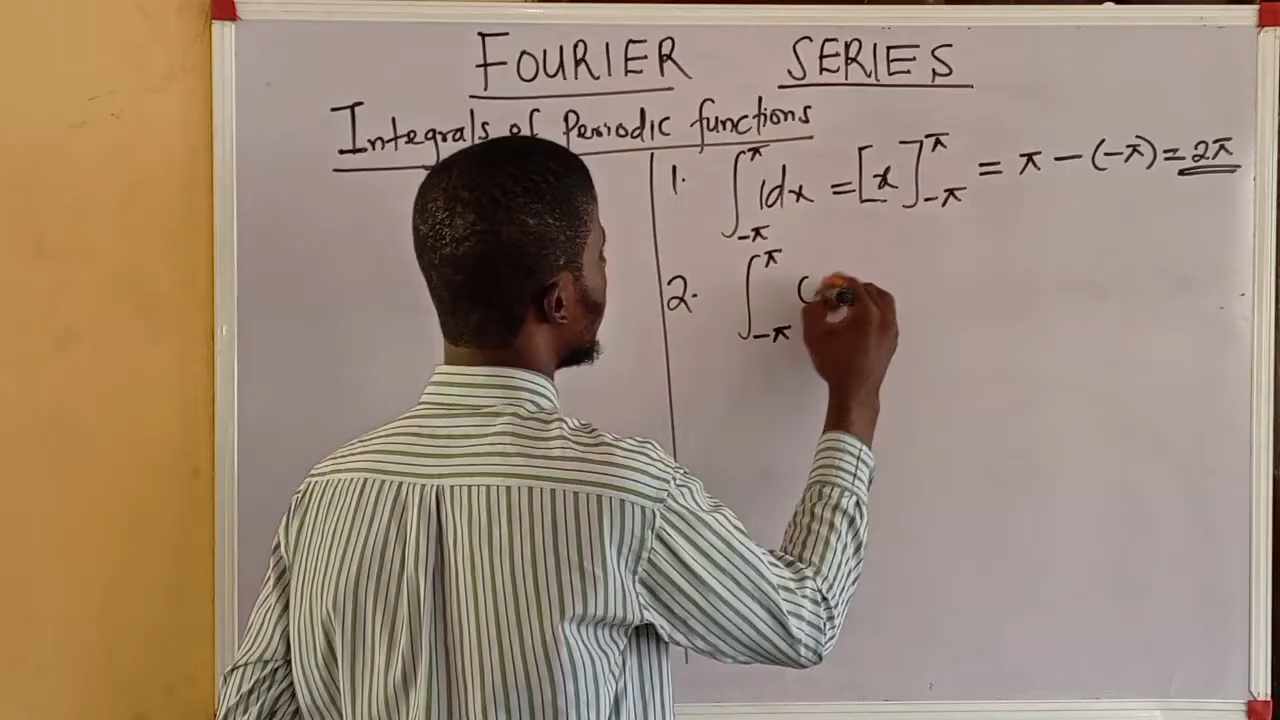 FOURIER SERIES
Integrals of Periodic functions
1. ∫_{-π}^{π} 1dx = [x]_{-π}^{π} = π - (-π) = 2π
2. ∫_{-π}^{π} C